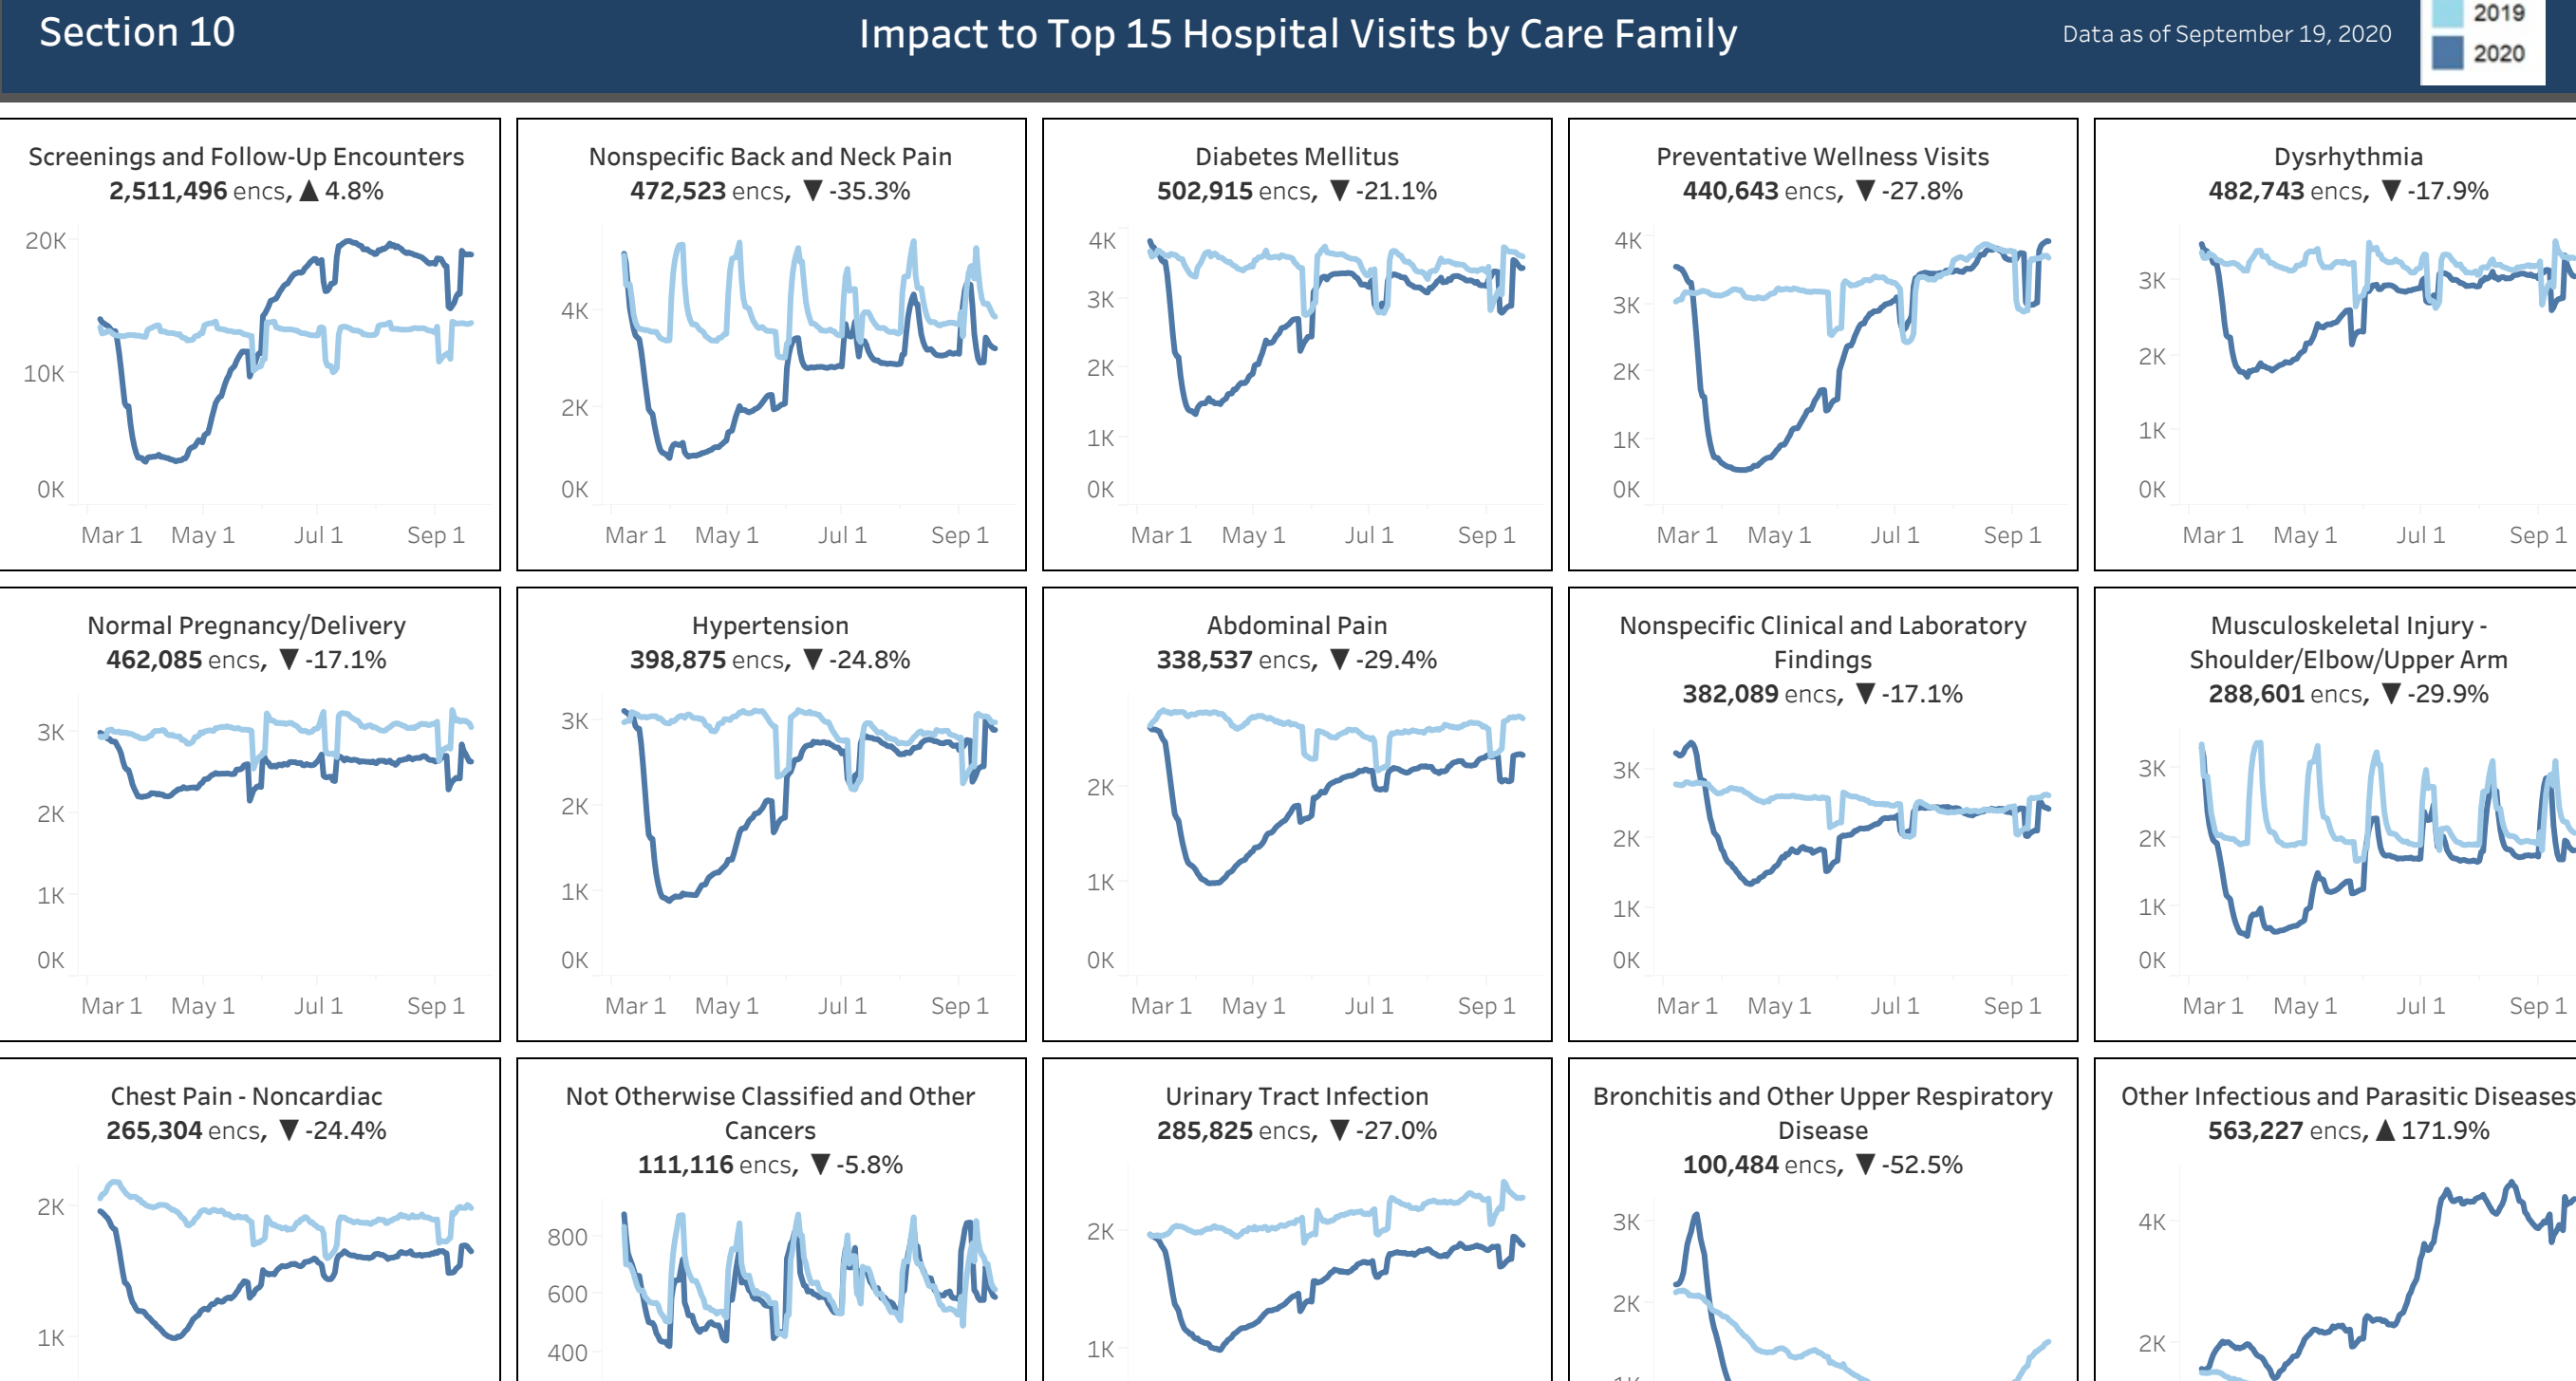 Section 10
Impact to Top 15 Hospital Visits by Care Family
Data as of September 19, 2020
2019
2020
Screenings and Follow-Up Encounters
2,511,496 encs, ▲ 4.8%
20K
10K
0K
Mar 1 May 1 Jul 1 Sep 1
Nonspecific Back and Neck Pain
472,523 encs, ▼ -35.3%
4K
2K
0K
Mar 1 May 1 Jul 1 Sep 1
Diabetes Mellitus
502,915 encs, ▼ -21.1%
4K
3K
2K
1K
0K
Mar 1 May 1 Jul 1 Sep 1
Preventative Wellness Visits
440,643 encs, ▼ -27.8%
4K
3K
2K
1K
0K
Mar 1 May 1 Jul 1 Sep 1
Dysrhythmia
482,743 encs, ▼ -17.9%
3K
2K
1K
0K
Mar 1 May 1 Jul 1 Sep 1
Normal Pregnancy/Delivery
462,085 encs, ▼ -17.1%
3K
2K
1K
0K
Mar 1 May 1 Jul 1 Sep 1
Hypertension
398,875 encs, ▼ -24.8%
3K
2K
1K
0K
Mar 1 May 1 Jul 1 Sep 1
Abdominal Pain
338,537 encs, ▼ -29.4%
2K
1K
0K
Mar 1 May 1 Jul 1 Sep 1
Nonspecific Clinical and Laboratory
Findings
382,089 encs, ▼ -17.1%
3K
2K
1K
0K
Mar 1 May 1 Jul 1 Sep 1
Musculoskeletal Injury -
Shoulder/Elbow/Upper Arm
288,601 encs, ▼ -29.9%
3K
2K
1K
0K
Mar 1 May 1 Jul 1 Sep 1
Chest Pain - Noncardiac
265,304 encs, ▼ -24.4%
2K
1K
Not Otherwise Classified and Other
Cancers
111,116 encs, ▼ -5.8%
800
600
400
Urinary Tract Infection
285,825 encs, ▼ -27.0%
2K
1K
Bronchitis and Other Upper Respiratory
Disease
100,484 encs, ▼ -52.5%
3K
2K
Other Infectious and Parasitic Diseases
563,227 encs, ▲ 171.9%
4K
2K